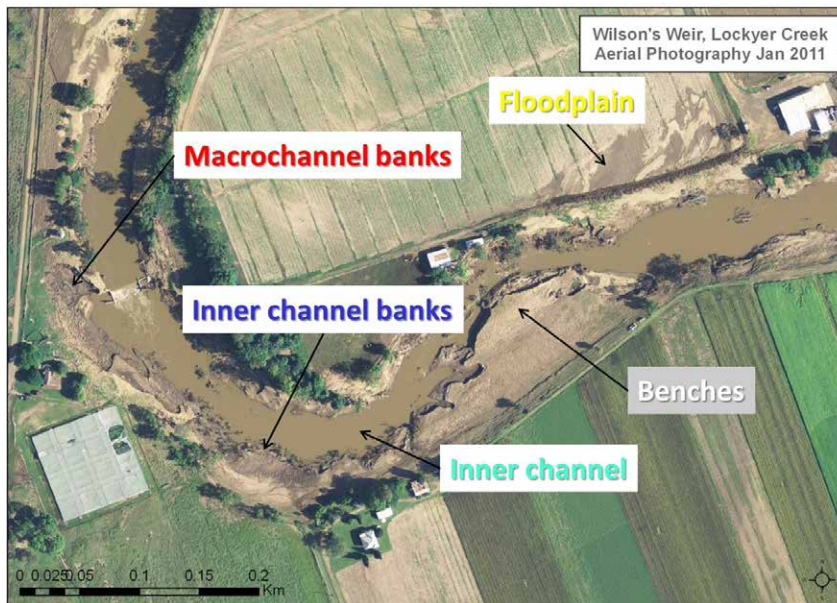 Wilson's Weir, Lockyer Creek
Aerial Photography Jan 2011
Floodplain
Macrochannel banks
Inner channel banks
Benches
Inner channel
0 0.025 0.05 0.1 0.15 0.2
Km